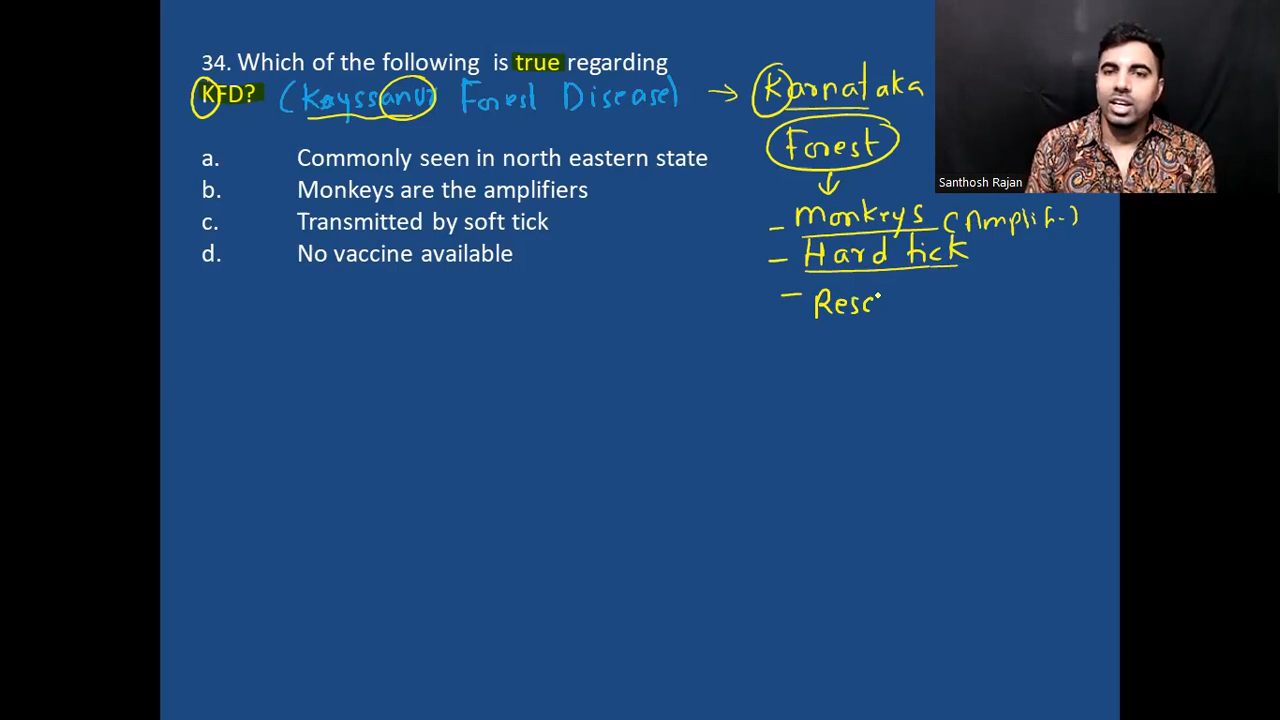 34. Which of the following is true regarding
KFD? (Kayssanur Forest Disease) → Karnataka
Forest
a. Commonly seen in north eastern state
b. Monkeys are the amplifiers
c. Transmitted by soft tick
d. No vaccine available
Santhosh Rajan
- Monkeys (Amplifi-)
- Hard tick
- Resc